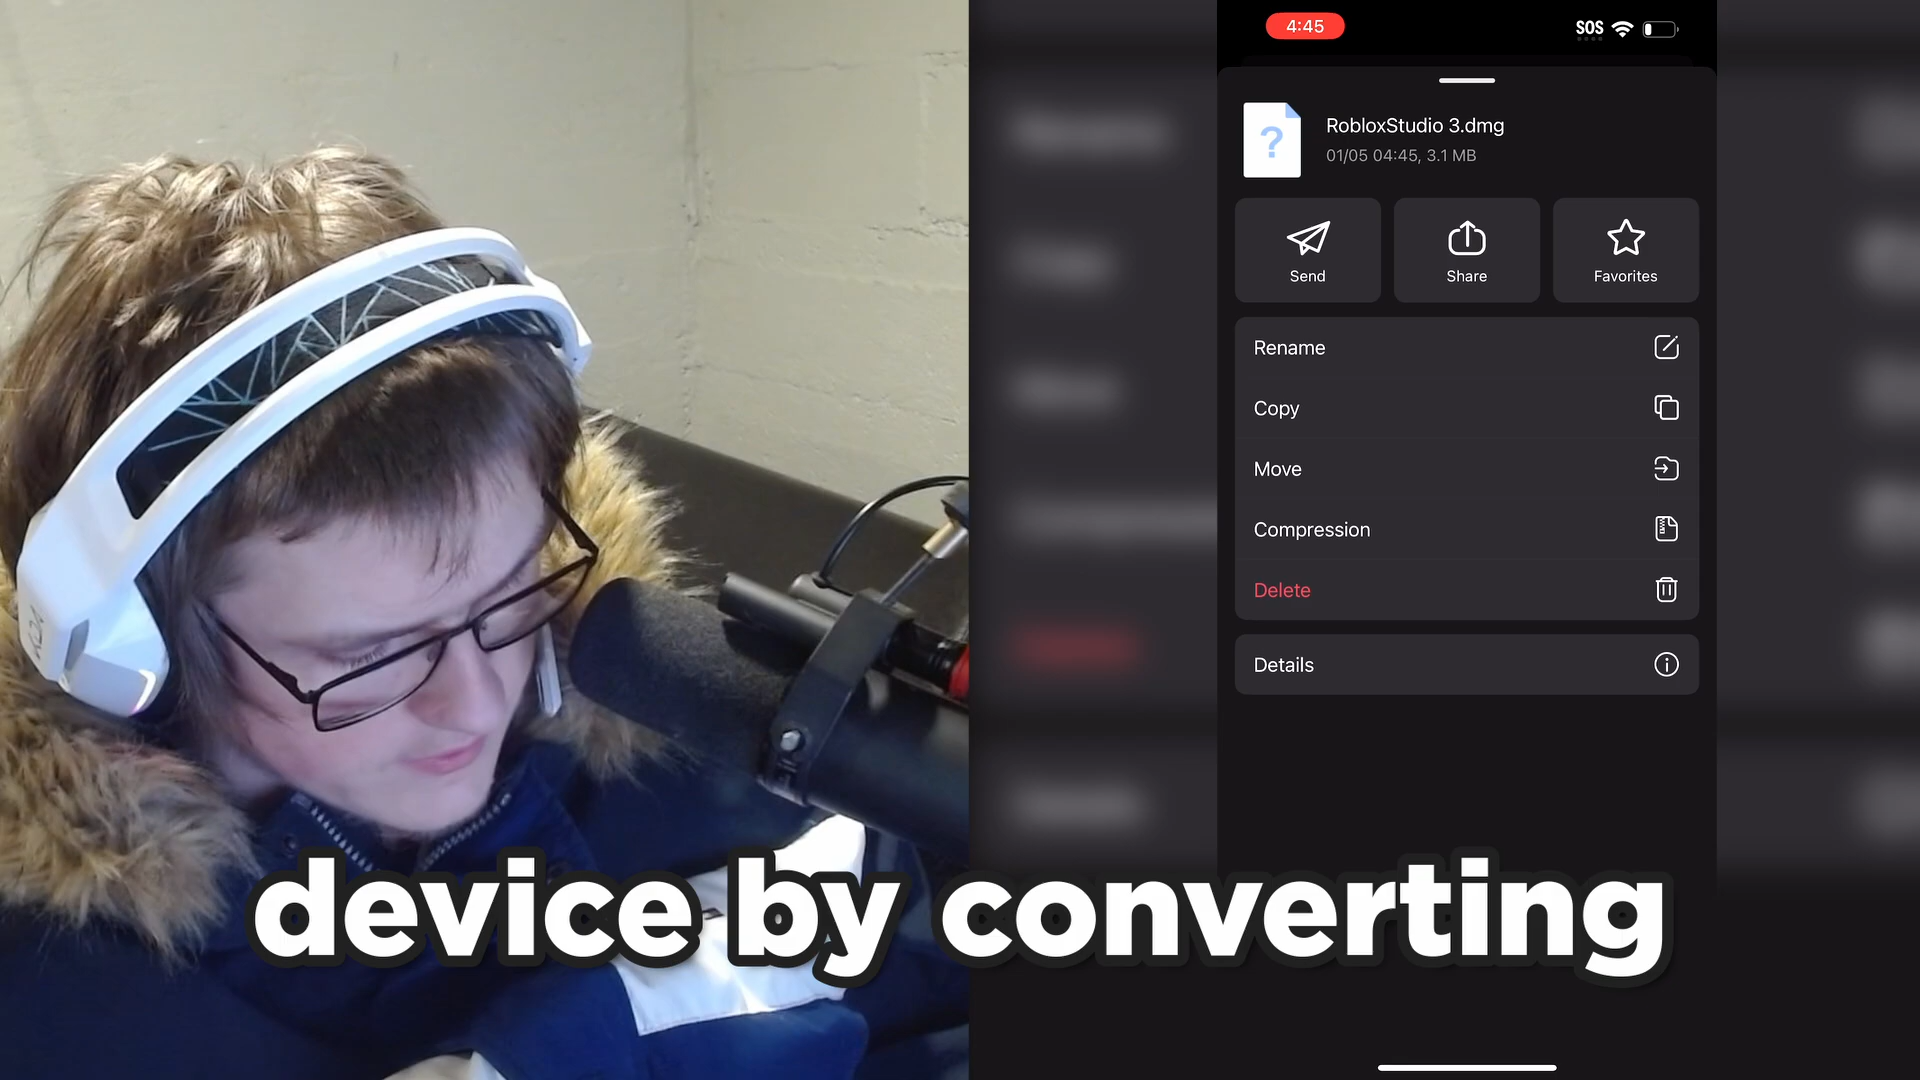 4:45
SOS
RobloxStudio 3.dmg
01/05 04:45, 3.1 MB
?
Send
Share
Favorites
Rename
Copy
Move
Compression
Delete
Details
device by converting